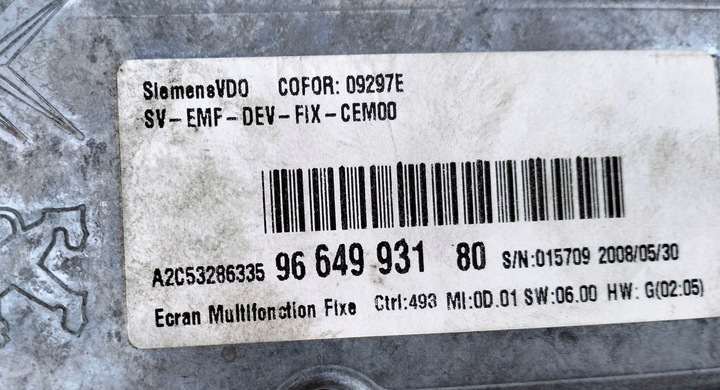 SiemensVDO COFOR: 09297E
SV-EMF-DEV-FIX-CEM00
A2C53286335 96 649 931 80 S/N:015709 2008/05/30
Ecran Multifonction Fixe Ctrl:493 MI:0D.01 SW:06.00 HW: G(02:05)